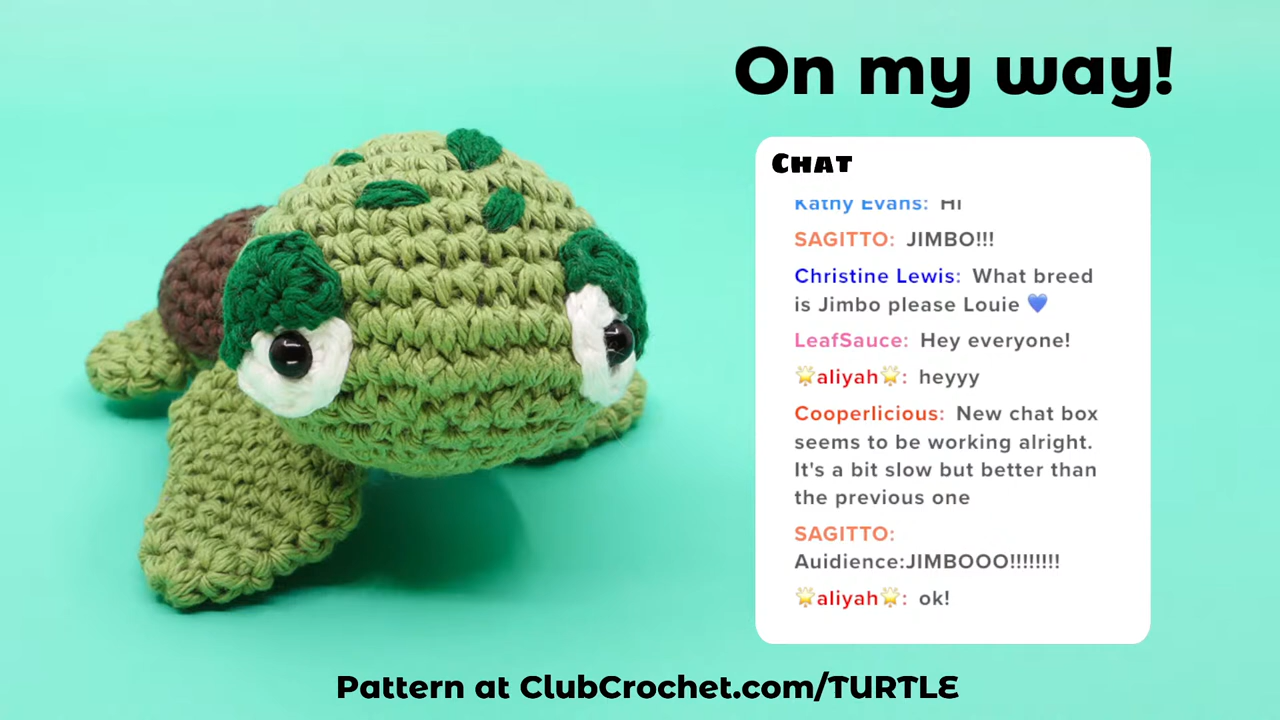 On my way!
Chat
Kathy Evans: Hi
SAGITTO: JIMBO!!!
Christine Lewis: What breed
is Jimbo please Louie 💙
LeafSauce: Hey everyone!
🌟aliyah🌟: heyyy
Cooperlicious: New chat box
seems to be working alright.
It's a bit slow but better than
the previous one
SAGITTO:
Auidience:JIMBOOO!!!!!!!!
🌟aliyah🌟: ok!
Pattern at ClubCrochet.com/TURTLE